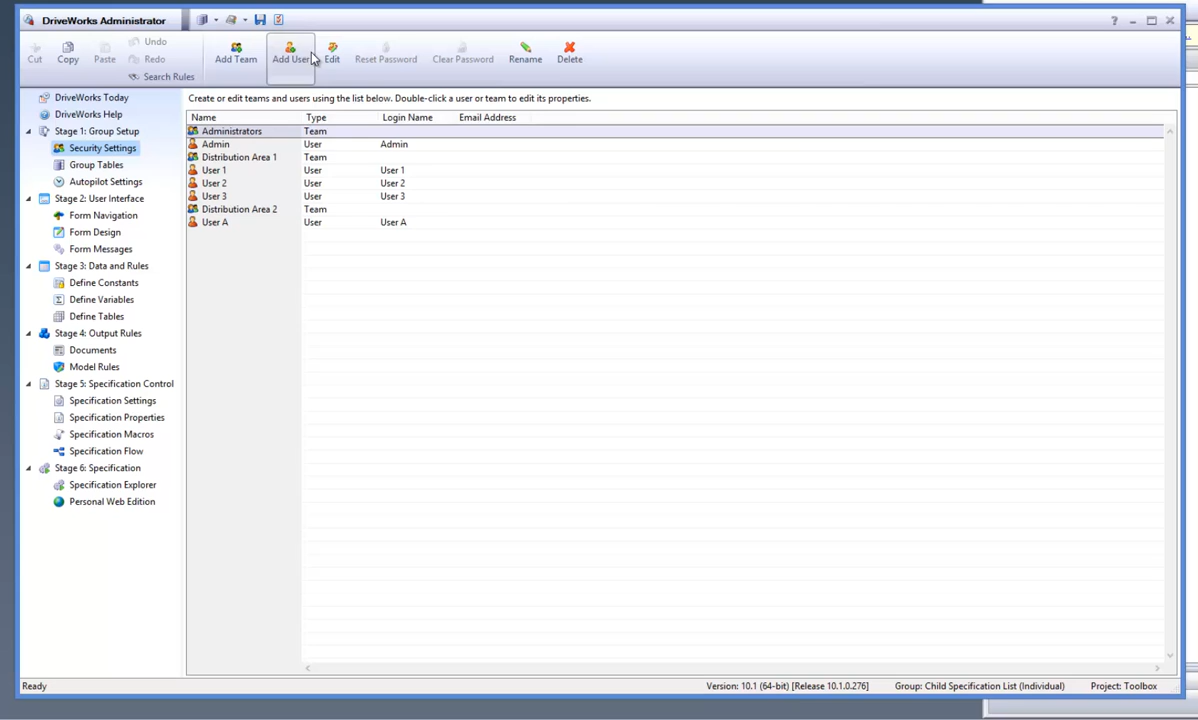 DriveWorks Administrator
Cut
Copy
Paste
Undo
Redo
Search Rules
Add Team
Add User
Edit
Reset Password
Clear Password
Rename
Delete
DriveWorks Today
DriveWorks Help
Stage 1: Group Setup
Security Settings
Group Tables
Autopilot Settings
Stage 2: User Interface
Form Navigation
Form Design
Form Messages
Stage 3: Data and Rules
Define Constants
Define Variables
Define Tables
Stage 4: Output Rules
Documents
Model Rules
Stage 5: Specification Control
Specification Settings
Specification Properties
Specification Macros
Specification Flow
Stage 6: Specification
Specification Explorer
Personal Web Edition
Create or edit teams and users using the list below. Double-click a user or team to edit its properties.
Name Type Login Name Email Address
Administrators Team
Admin User Admin
Distribution Area 1 Team
User 1 User User 1
User 2 User User 2
User 3 User User 3
Distribution Area 2 Team
User A User User A
Ready Version: 10.1 (64-bit) [Release 10.1.0.276] Group: Child Specification List (Individual) Project: Toolbox